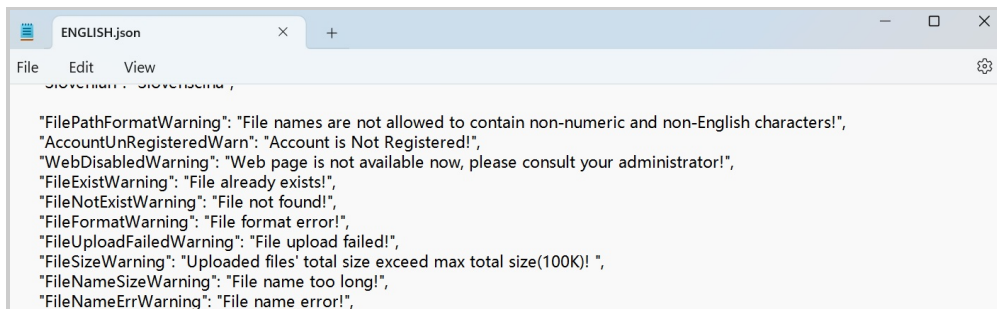 ENGLISH.json
File Edit View
"Slovenian": "Slovenščina",
"FilePathFormatWarning": "File names are not allowed to contain non-numeric and non-English characters!",
"AccountUnRegisteredWarn": "Account is Not Registered!",
"WebDisabledWarning": "Web page is not available now, please consult your administrator!",
"FileExistWarning": "File already exists!",
"FileNotExistWarning": "File not found!",
"FileFormatWarning": "File format error!",
"FileUploadFailedWarning": "File upload failed!",
"FileSizeWarning": "Uploaded files' total size exceed max total size(100K)! ",
"FileNameSizeWarning": "File name too long!",
"FileNameErrWarning": "File name error!",